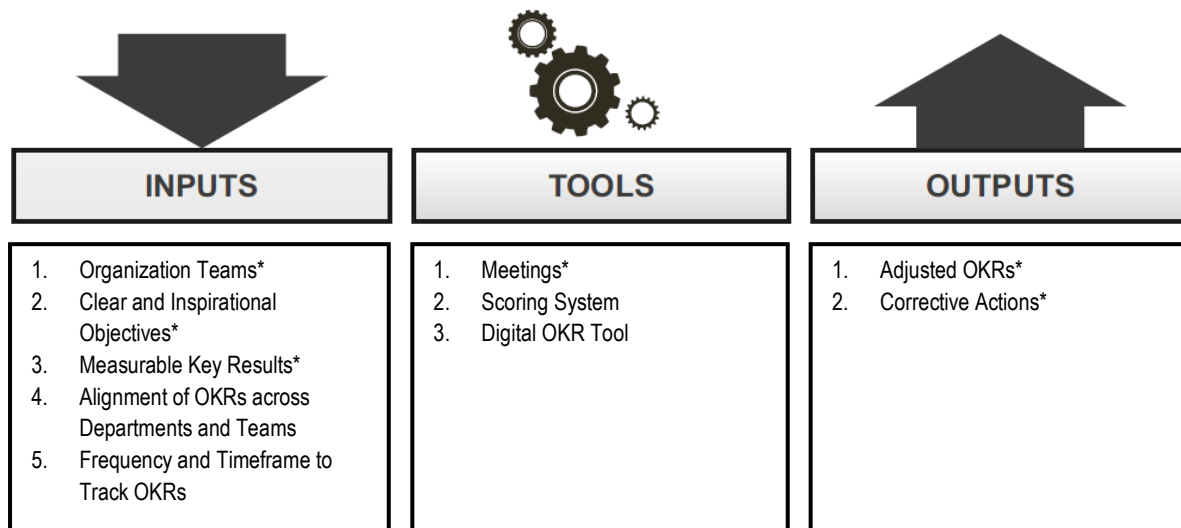 INPUTS
1. Organization Teams*
2. Clear and Inspirational
Objectives*
3. Measurable Key Results*
4. Alignment of OKRs across
Departments and Teams
5. Frequency and Timeframe to
Track OKRs
TOOLS
1. Meetings*
2. Scoring System
3. Digital OKR Tool
OUTPUTS
1. Adjusted OKRs*
2. Corrective Actions*